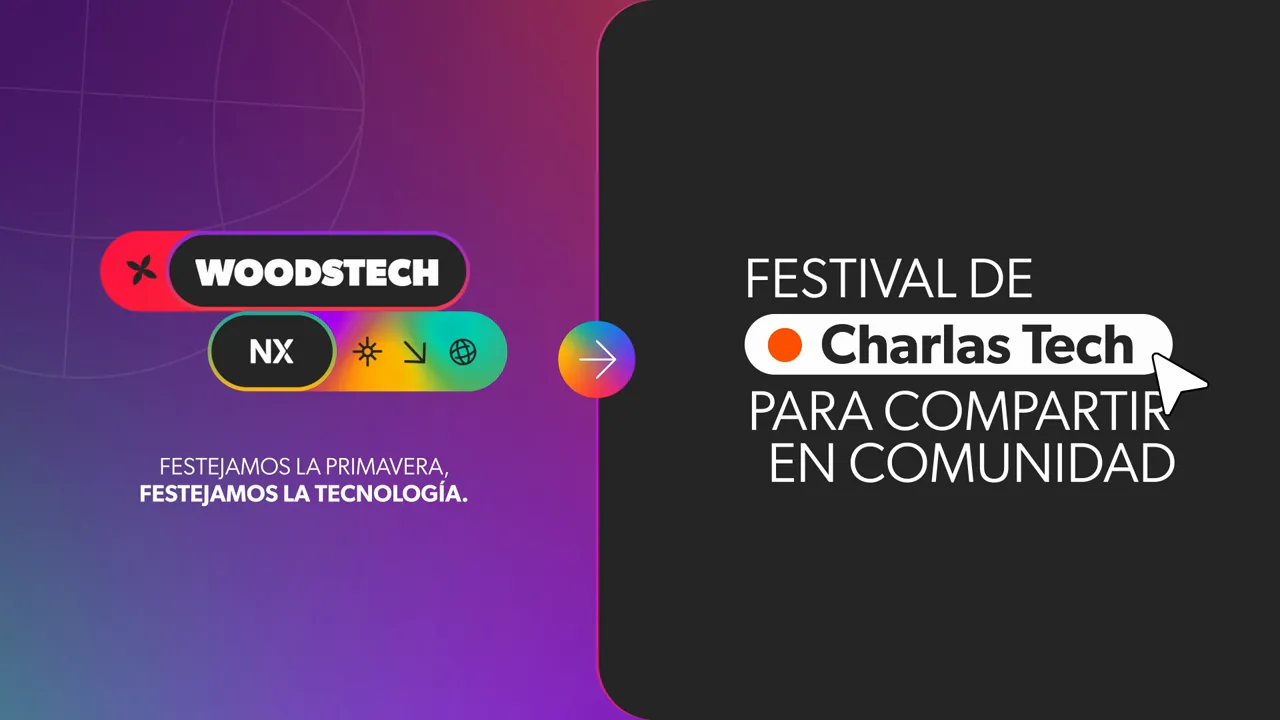 WOODSTECH
NX
FESTEJAMOS LA PRIMAVERA,
FESTEJAMOS LA TECNOLOGÍA.
FESTIVAL DE
Charlas Tech
PARA COMPARTIR
EN COMUNIDAD